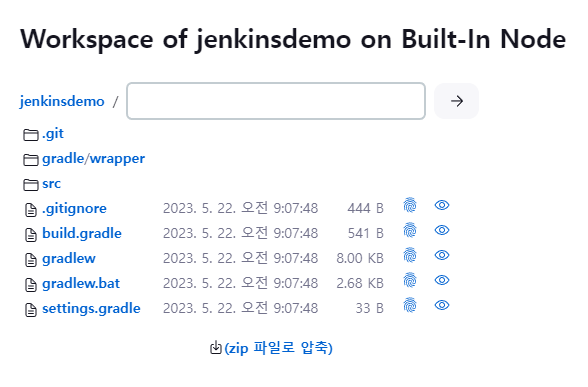 Workspace of jenkinsdemo on Built-In Node
jenkinsdemo /
.git
gradle/wrapper
src
.gitignore 2023. 5. 22. 오전 9:07:48 444 B
build.gradle 2023. 5. 22. 오전 9:07:48 541 B
gradlew 2023. 5. 22. 오전 9:07:48 8.00 KB
gradlew.bat 2023. 5. 22. 오전 9:07:48 2.68 KB
settings.gradle 2023. 5. 22. 오전 9:07:48 33 B
(zip 파일로 압축)